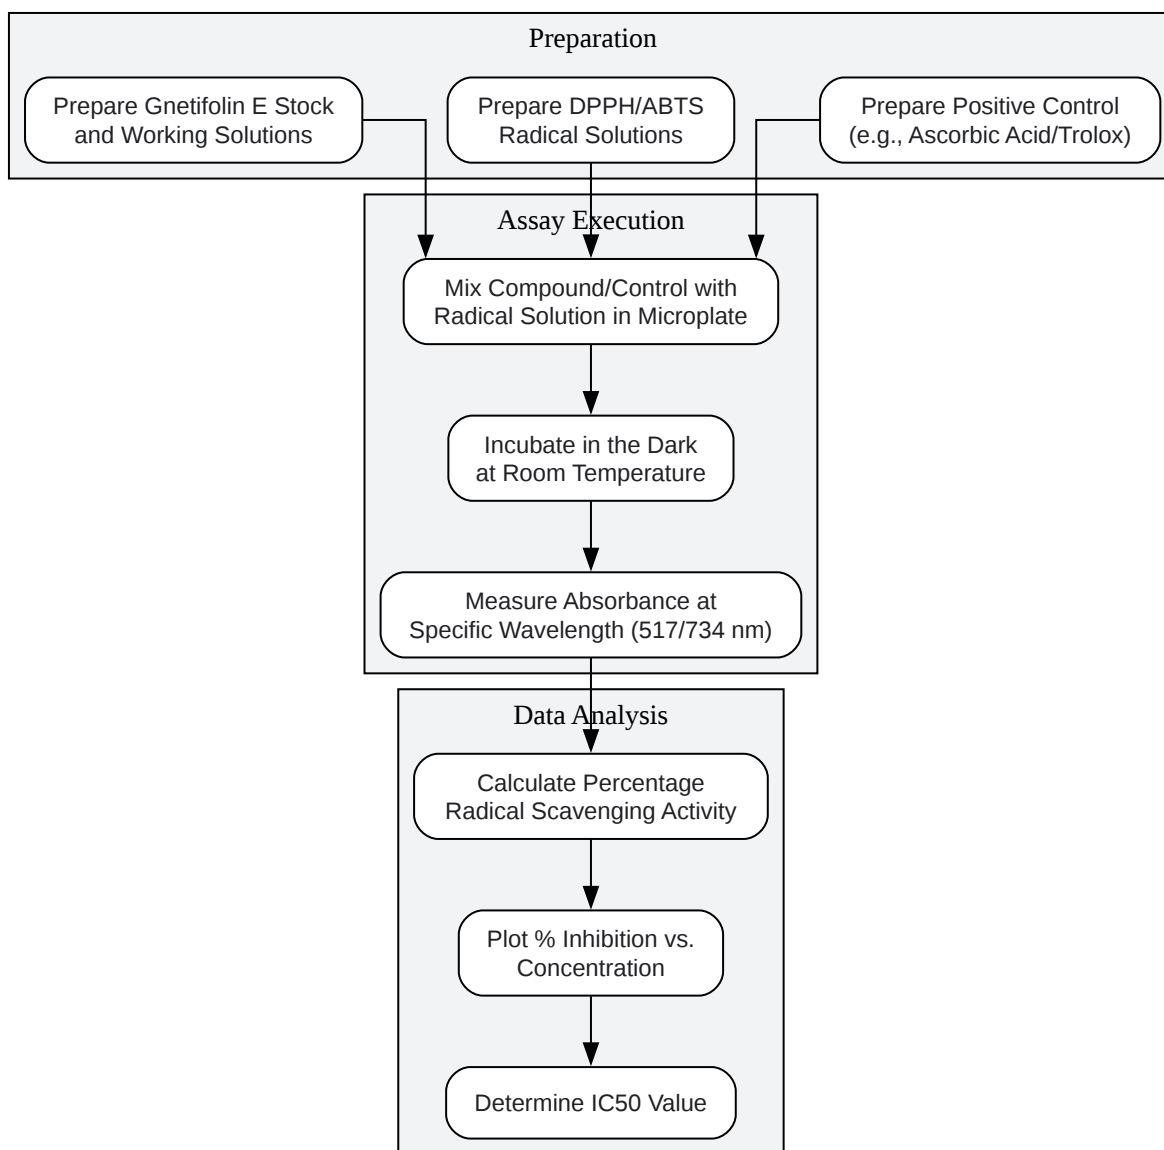 Preparation
Prepare Gnetifolin E Stock
and Working Solutions
Prepare DPPH/ABTS
Radical Solutions
Prepare Positive Control
(e.g., Ascorbic Acid/Trolox)
Assay Execution
Mix Compound/Control with
Radical Solution in Microplate
Incubate in the Dark
at Room Temperature
Measure Absorbance at
Specific Wavelength (517/734 nm)
Data Analysis
Calculate Percentage
Radical Scavenging Activity
Plot % Inhibition vs.
Concentration
Determine IC50 Value